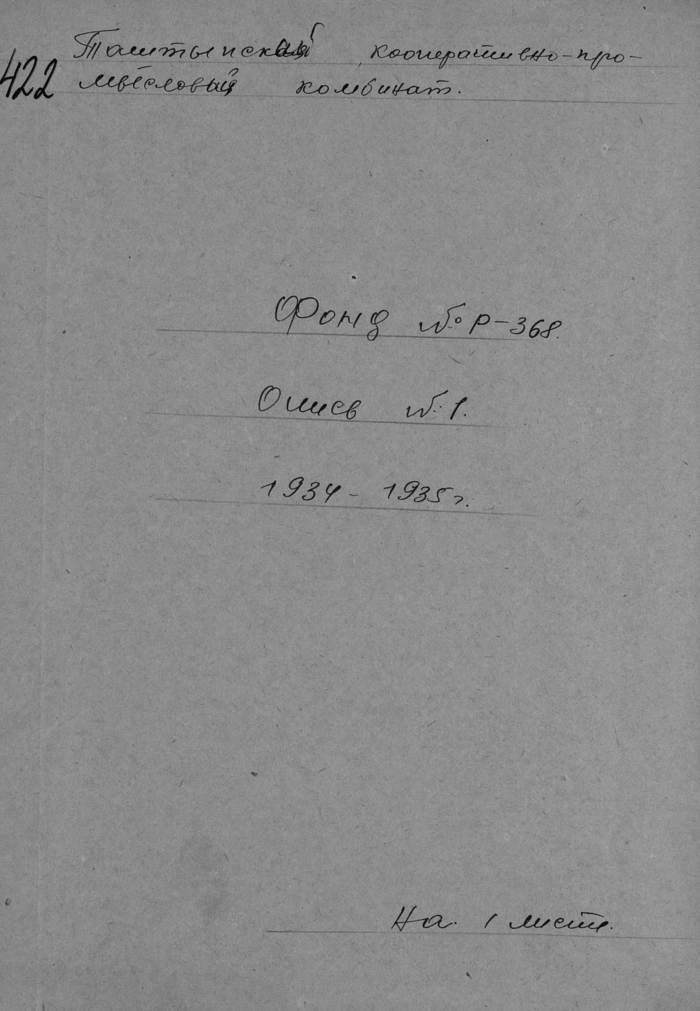 Таштыпский кооперативно-про-
422 мысловый комбинат.
Фонд № Р-368.
Опись № 1.
1934 - 1935 г.
На 1 листе.